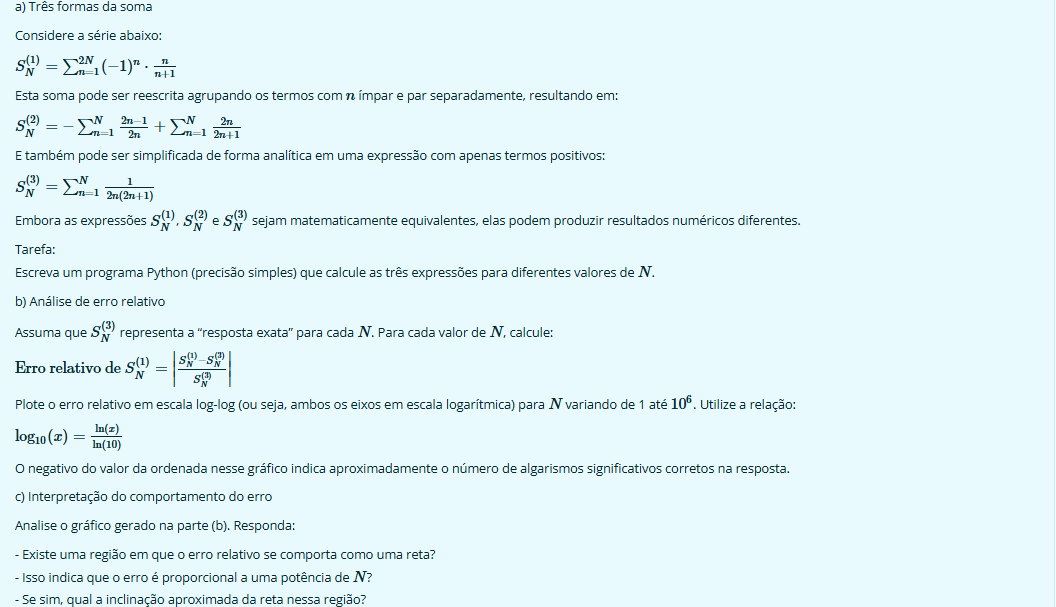 a) Três formas da soma
Considere a série abaixo:
S_N^{(1)} = ∑_{n=1}^{2N} (−1)^n · \frac{n}{n+1}
Esta soma pode ser reescrita agrupando os termos com n ímpar e par separadamente, resultando em:
S_N^{(2)} = − ∑_{n=1}^{N} \frac{2n−1}{2n} + ∑_{n=1}^{N} \frac{2n}{2n+1}
E também pode ser simplificada de forma analítica em uma expressão com apenas termos positivos:
S_N^{(3)} = ∑_{n=1}^{N} \frac{1}{2n(2n+1)}
Embora as expressões S_N^{(1)}, S_N^{(2)} e S_N^{(3)} sejam matematicamente equivalentes, elas podem produzir resultados numéricos diferentes.
Tarefa:
Escreva um programa Python (precisão simples) que calcule as três expressões para diferentes valores de N.
b) Análise de erro relativo
Assuma que S_N^{(3)} representa a “resposta exata” para cada N. Para cada valor de N, calcule:
Erro relativo de S_N^{(1)} = \left| \frac{S_N^{(1)} − S_N^{(3)}}{S_N^{(3)}} \right|
Plote o erro relativo em escala log-log (ou seja, ambos os eixos em escala logarítmica) para N variando de 1 até 10^6. Utilize a relação:
log_{10}(x) = \frac{ln(x)}{ln(10)}
O negativo do valor da ordenada nesse gráfico indica aproximadamente o número de algarismos significativos corretos na resposta.
c) Interpretação do comportamento do erro
Analise o gráfico gerado na parte (b). Responda:
- Existe uma região em que o erro relativo se comporta como uma reta?
- Isso indica que o erro é proporcional a uma potência de N?
- Se sim, qual a inclinação aproximada da reta nessa região?